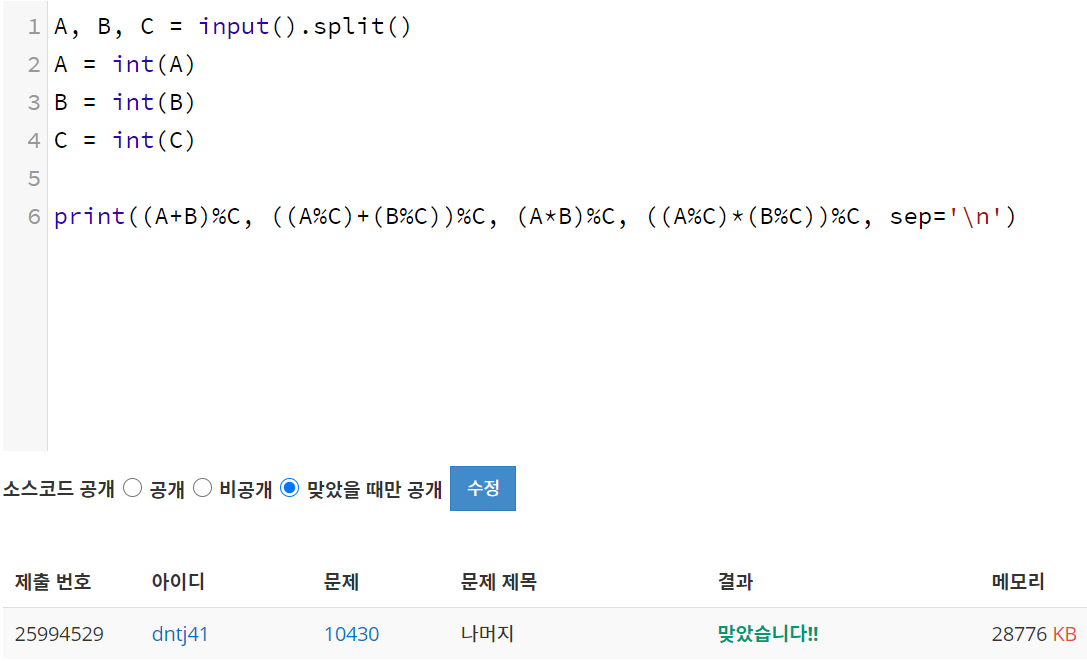 1 A, B, C = input().split()
2 A = int(A)
3 B = int(B)
4 C = int(C)
5
6 print((A+B)%C, ((A%C)+(B%C))%C, (A*B)%C, ((A%C)*(B%C))%C, sep='\n')
소스코드 공개 공개 비공개 맞았을 때만 공개 수정
제출 번호 아이디 문제 문제 제목 결과 메모리
25994529 dntj41 10430 나머지 맞았습니다!! 28776 KB